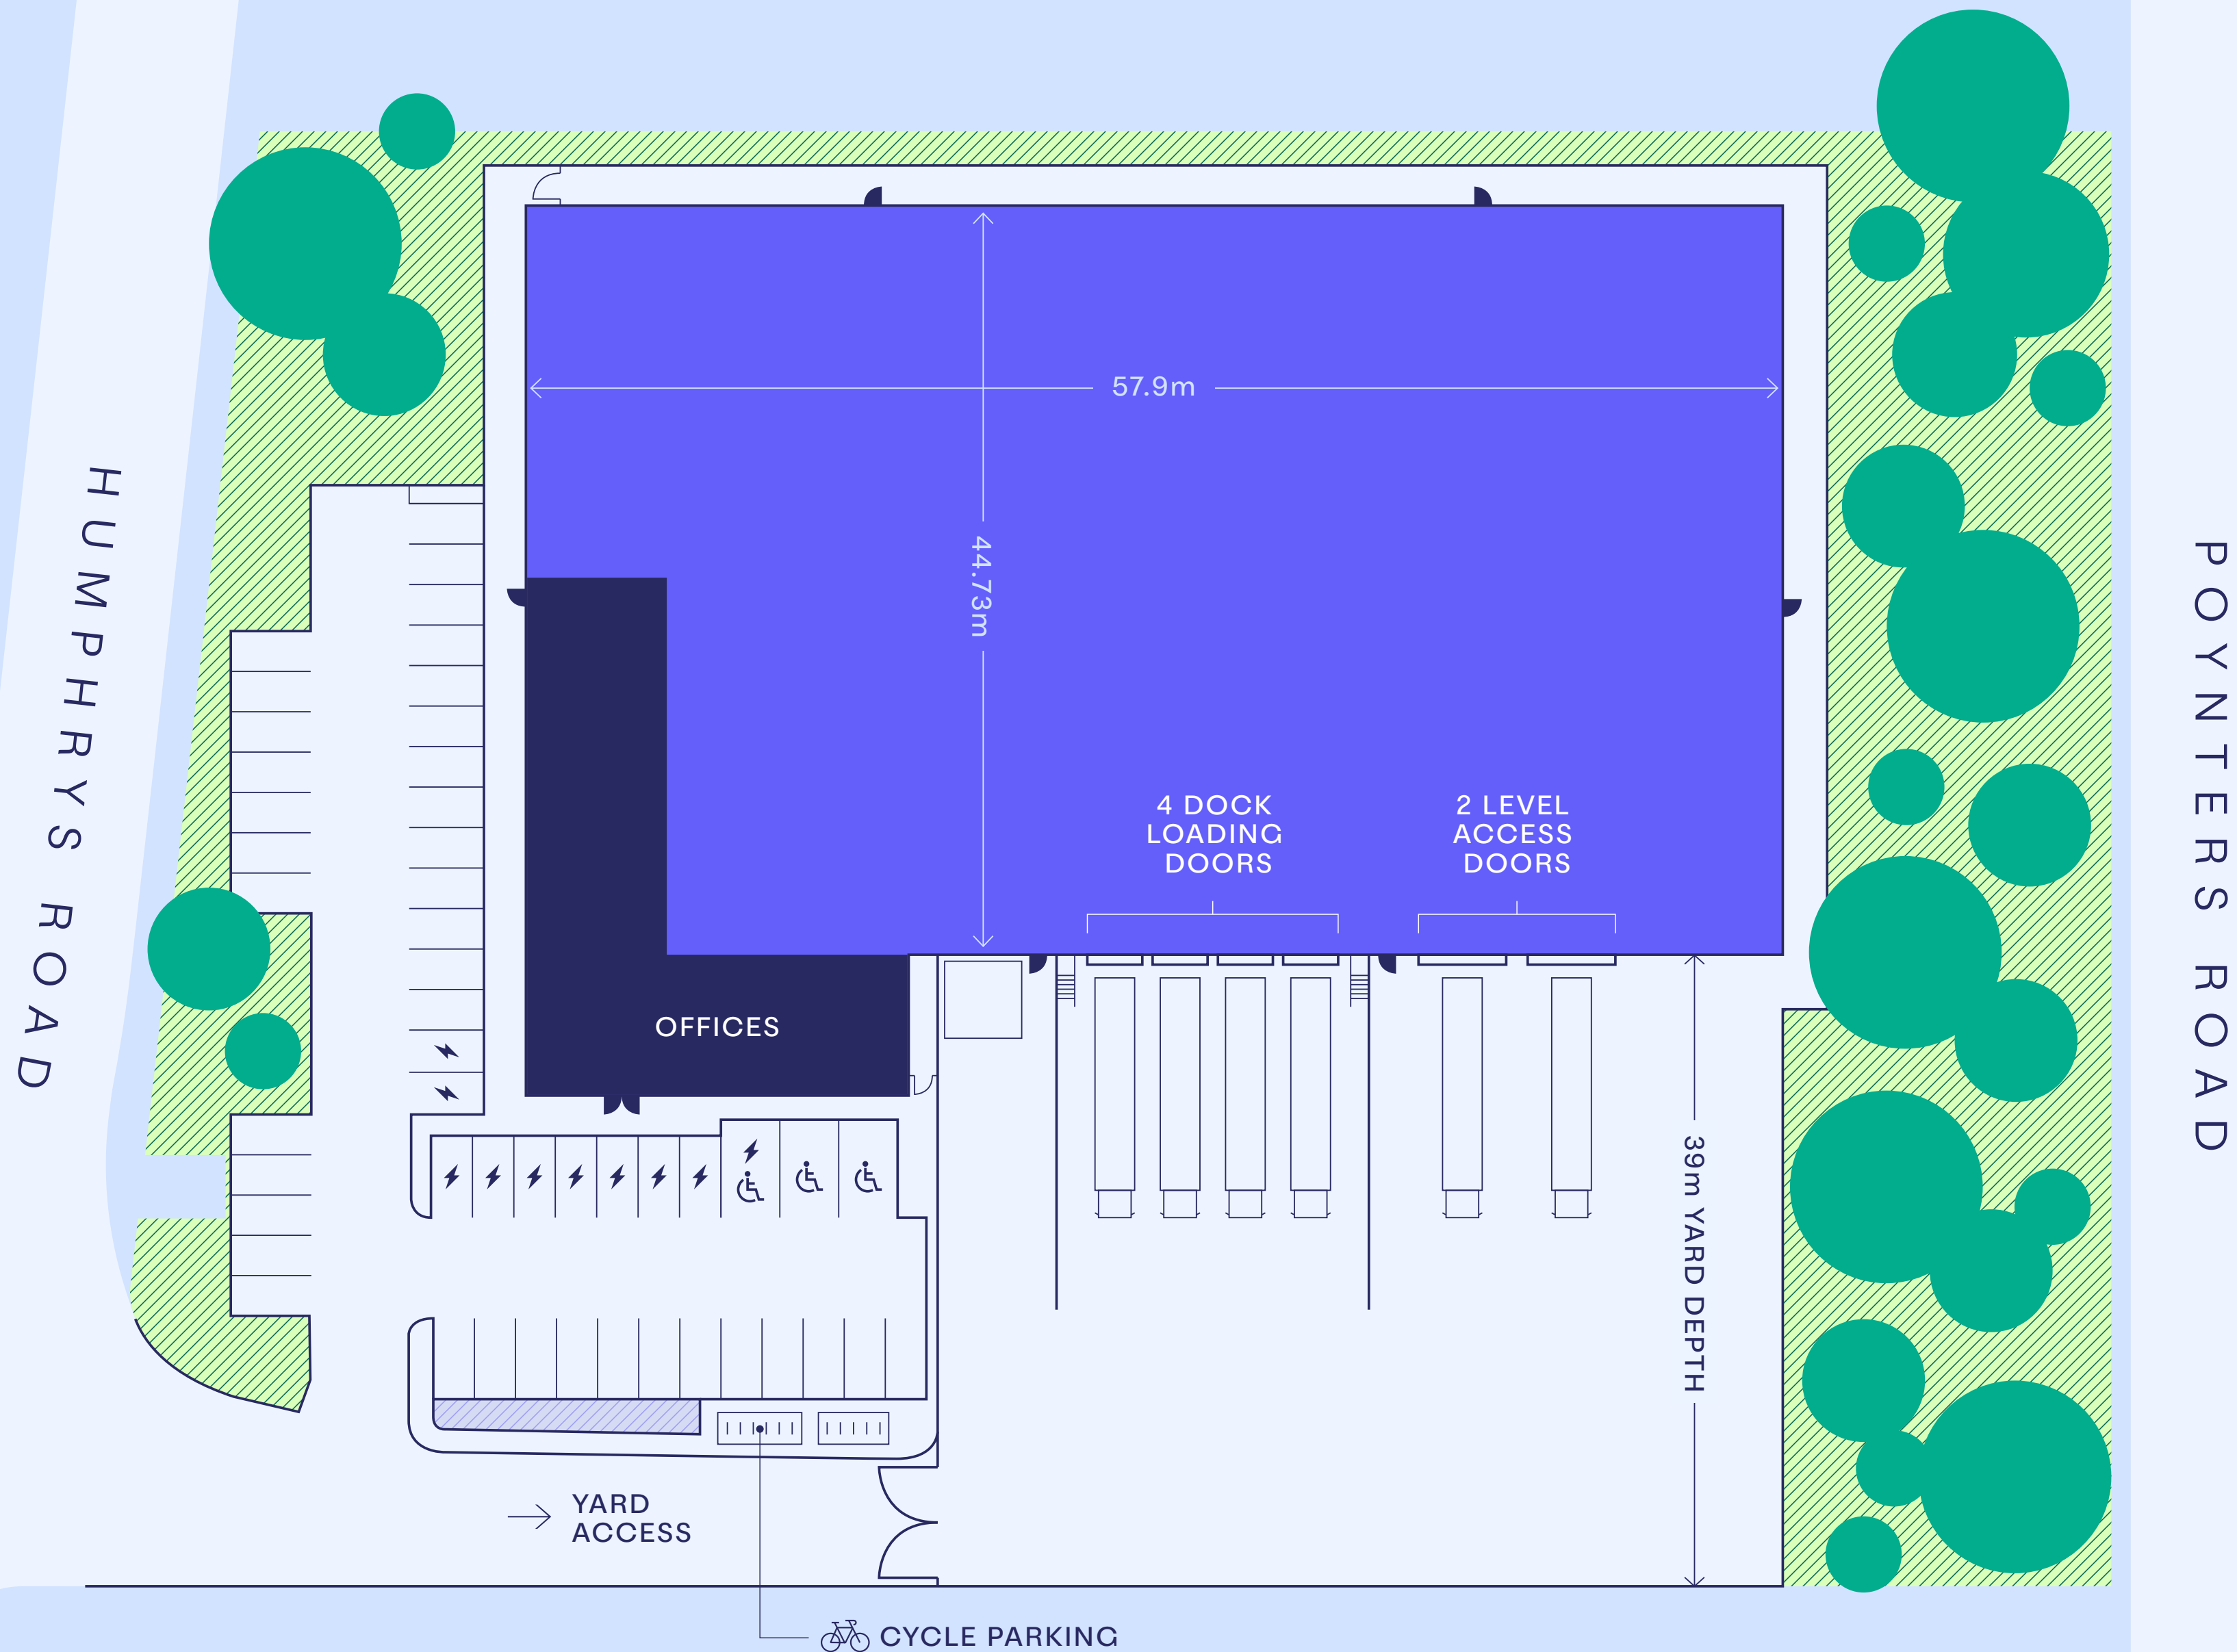 HUMPHRYS ROAD
57.9m
44.73m
4 DOCK
LOADING
DOORS
2 LEVEL
ACCESS
DOORS
OFFICES
39m YARD DEPTH
YARD
ACCESS
CYCLE PARKING
POYNTERS ROAD